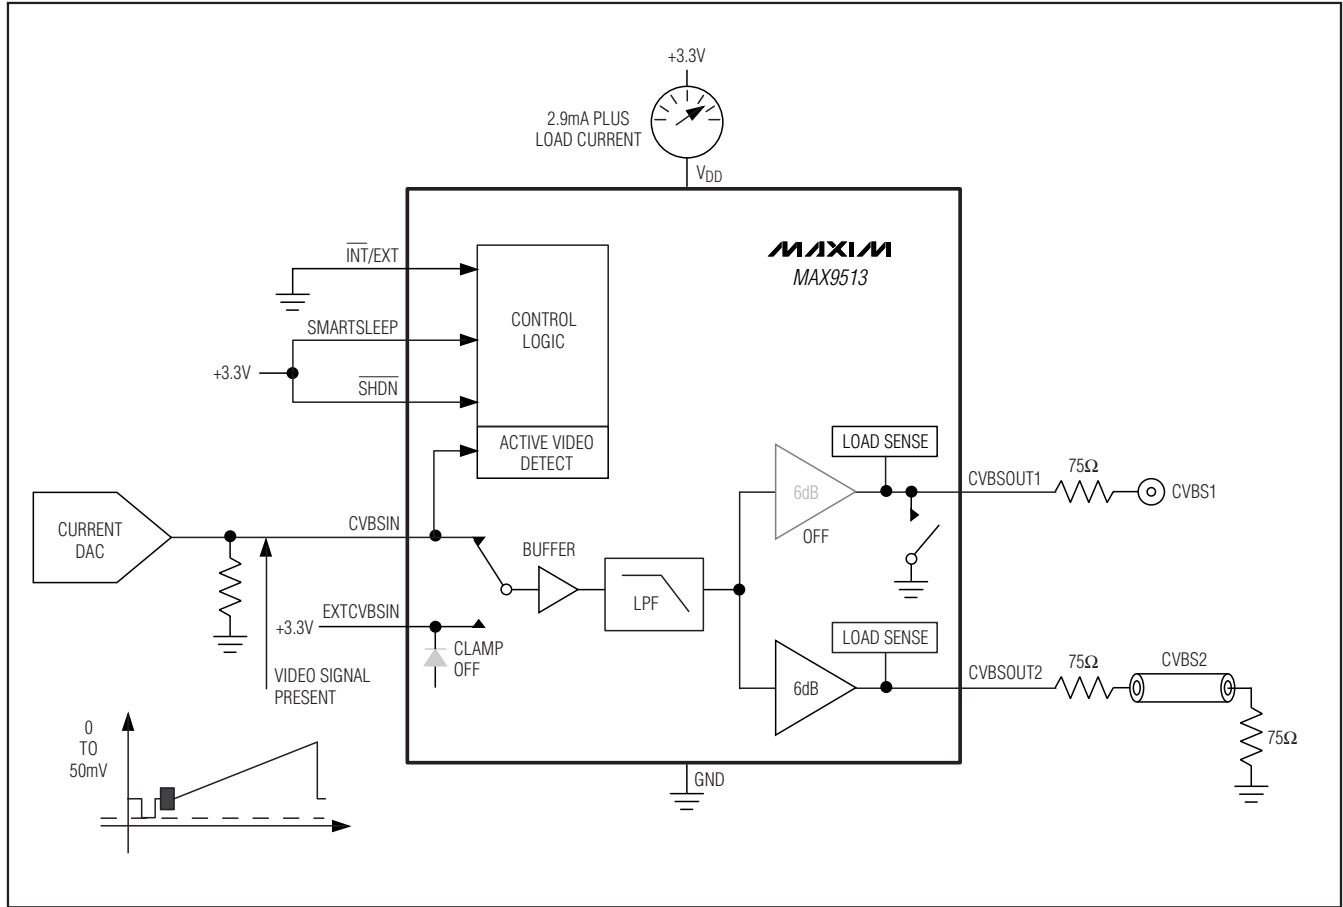 +3.3V
2.9mA PLUS
LOAD CURRENT
VDD
INT/EXT
MAXIM
MAX9513
SMARTSLEEP
CONTROL
LOGIC
+3.3V
SHDN
ACTIVE VIDEO
DETECT
LOAD SENSE
75Ω
CVBSOUT1
6dB
CVBS1
OFF
CURRENT
DAC
CVBSIN
BUFFER
LPF
EXTCVBSIN
+3.3V
CLAMP
OFF
VIDEO SIGNAL
PRESENT
LOAD SENSE
75Ω
CVBS2
CVBSOUT2
6dB
75Ω
0
TO
50mV
GND